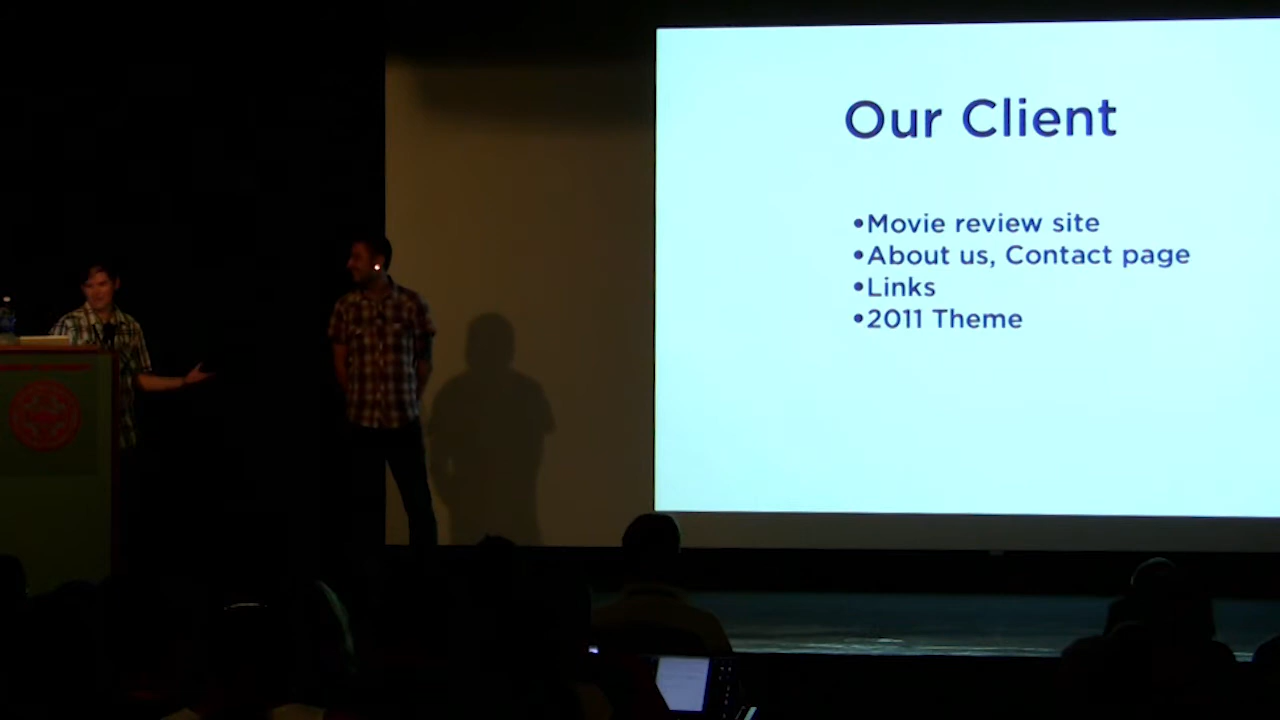 Our Client
•Movie review site
•About us, Contact page
•Links
•2011 Theme